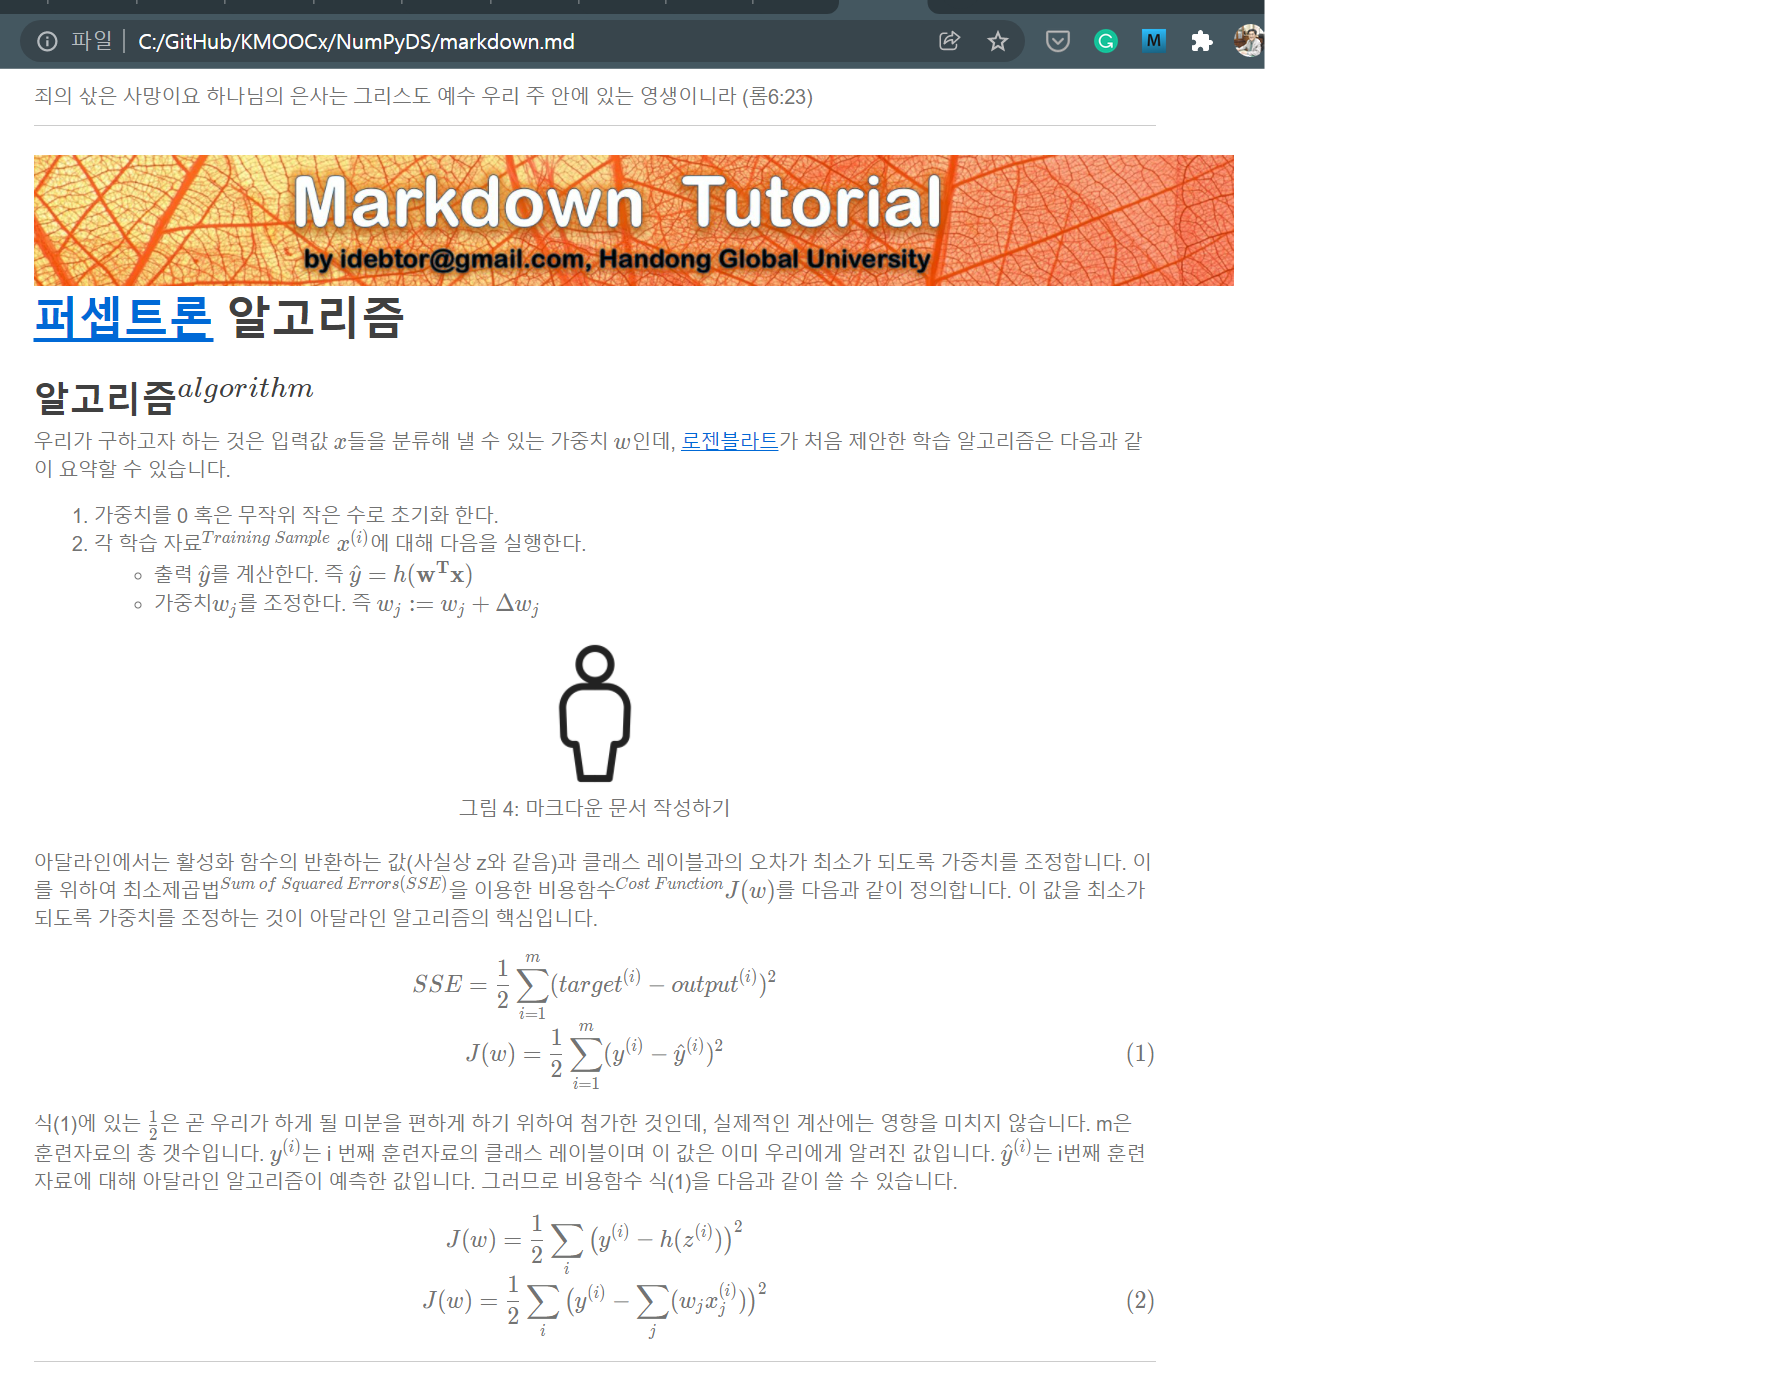 파일 | C:/GitHub/KMOOCx/NumPyDS/markdown.md
죄의 삯은 사망이요 하나님의 은사는 그리스도 예수 우리 주 안에 있는 영생이니라 (롬6:23)
Markdown Tutorial
by idebtor@gmail.com, Handong Global University
퍼셉트론 알고리즘
알고리즘^{algorithm}
우리가 구하고자 하는 것은 입력값 x들을 분류해 낼 수 있는 가중치 w인데, 로젠블라트가 처음 제안한 학습 알고리즘은 다음과 같
이 요약할 수 있습니다.
1. 가중치를 0 혹은 무작위 작은 수로 초기화 한다.
2. 각 학습 자료^{Training Sample} x^{(i)}에 대해 다음을 실행한다.
◦ 출력 ŷ를 계산한다. 즉 ŷ = h(w^T x)
◦ 가중치w_j를 조정한다. 즉 w_j := w_j + Δw_j
그림 4: 마크다운 문서 작성하기
아달라인에서는 활성화 함수의 반환하는 값(사실상 z와 같음)과 클래스 레이블과의 오차가 최소가 되도록 가중치를 조정합니다. 이
를 위하여 최소제곱법^{Sum of Squared Errors(SSE)}을 이용한 비용함수^{Cost Function}J(w)를 다음과 같이 정의합니다. 이 값을 최소가
되도록 가중치를 조정하는 것이 아달라인 알고리즘의 핵심입니다.
SSE = \frac{1}{2} \sum_{i=1}^{m} (target^{(i)} − output^{(i)})^2
J(w) = \frac{1}{2} \sum_{i=1}^{m} (y^{(i)} − ŷ^{(i)})^2 (1)
식(1)에 있는 \frac{1}{2}은 곧 우리가 하게 될 미분을 편하게 하기 위하여 첨가한 것인데, 실제적인 계산에는 영향을 미치지 않습니다. m은
훈련자료의 총 갯수입니다. y^{(i)}는 i 번째 훈련자료의 클래스 레이블이며 이 값은 이미 우리에게 알려진 값입니다. ŷ^{(i)}는 i번째 훈련
자료에 대해 아달라인 알고리즘이 예측한 값입니다. 그러므로 비용함수 식(1)을 다음과 같이 쓸 수 있습니다.
J(w) = \frac{1}{2} \sum_{i} (y^{(i)} − h(z^{(i)}))^2
J(w) = \frac{1}{2} \sum_{i} (y^{(i)} − \sum_{j} (w_j x_j^{(i)}))^2 (2)